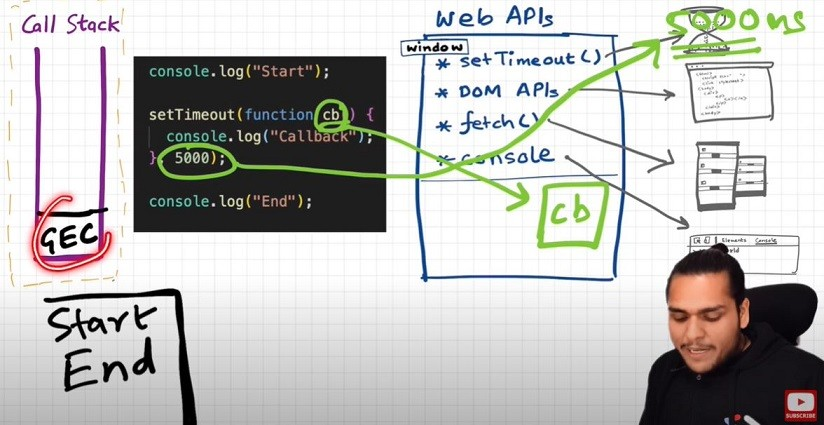 Call Stack
GEC
console.log("Start");
setTimeout(function cb() {
console.log("Callback");
}, 5000);
console.log("End");
Start
End
Web APIs
window
* setTimeout()
* DOM APIs
* fetch()
* console
cb
5000ms
Elements Console
SUBSCRIBE